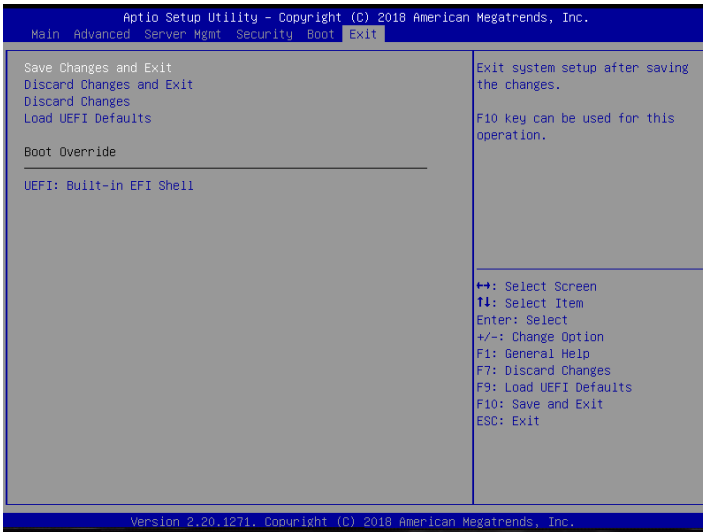 Aptio Setup Utility – Copyright (C) 2018 American Megatrends, Inc.
Main Advanced Server Mgmt Security Boot Exit
Save Changes and Exit
Discard Changes and Exit
Discard Changes
Load UEFI Defaults
Boot Override
UEFI: Built-in EFI Shell
Exit system setup after saving
the changes.
F10 key can be used for this
operation.
↔: Select Screen
↑↓: Select Item
Enter: Select
+/-: Change Option
F1: General Help
F7: Discard Changes
F9: Load UEFI Defaults
F10: Save and Exit
ESC: Exit
Version 2.20.1271. Copyright (C) 2018 American Megatrends, Inc.